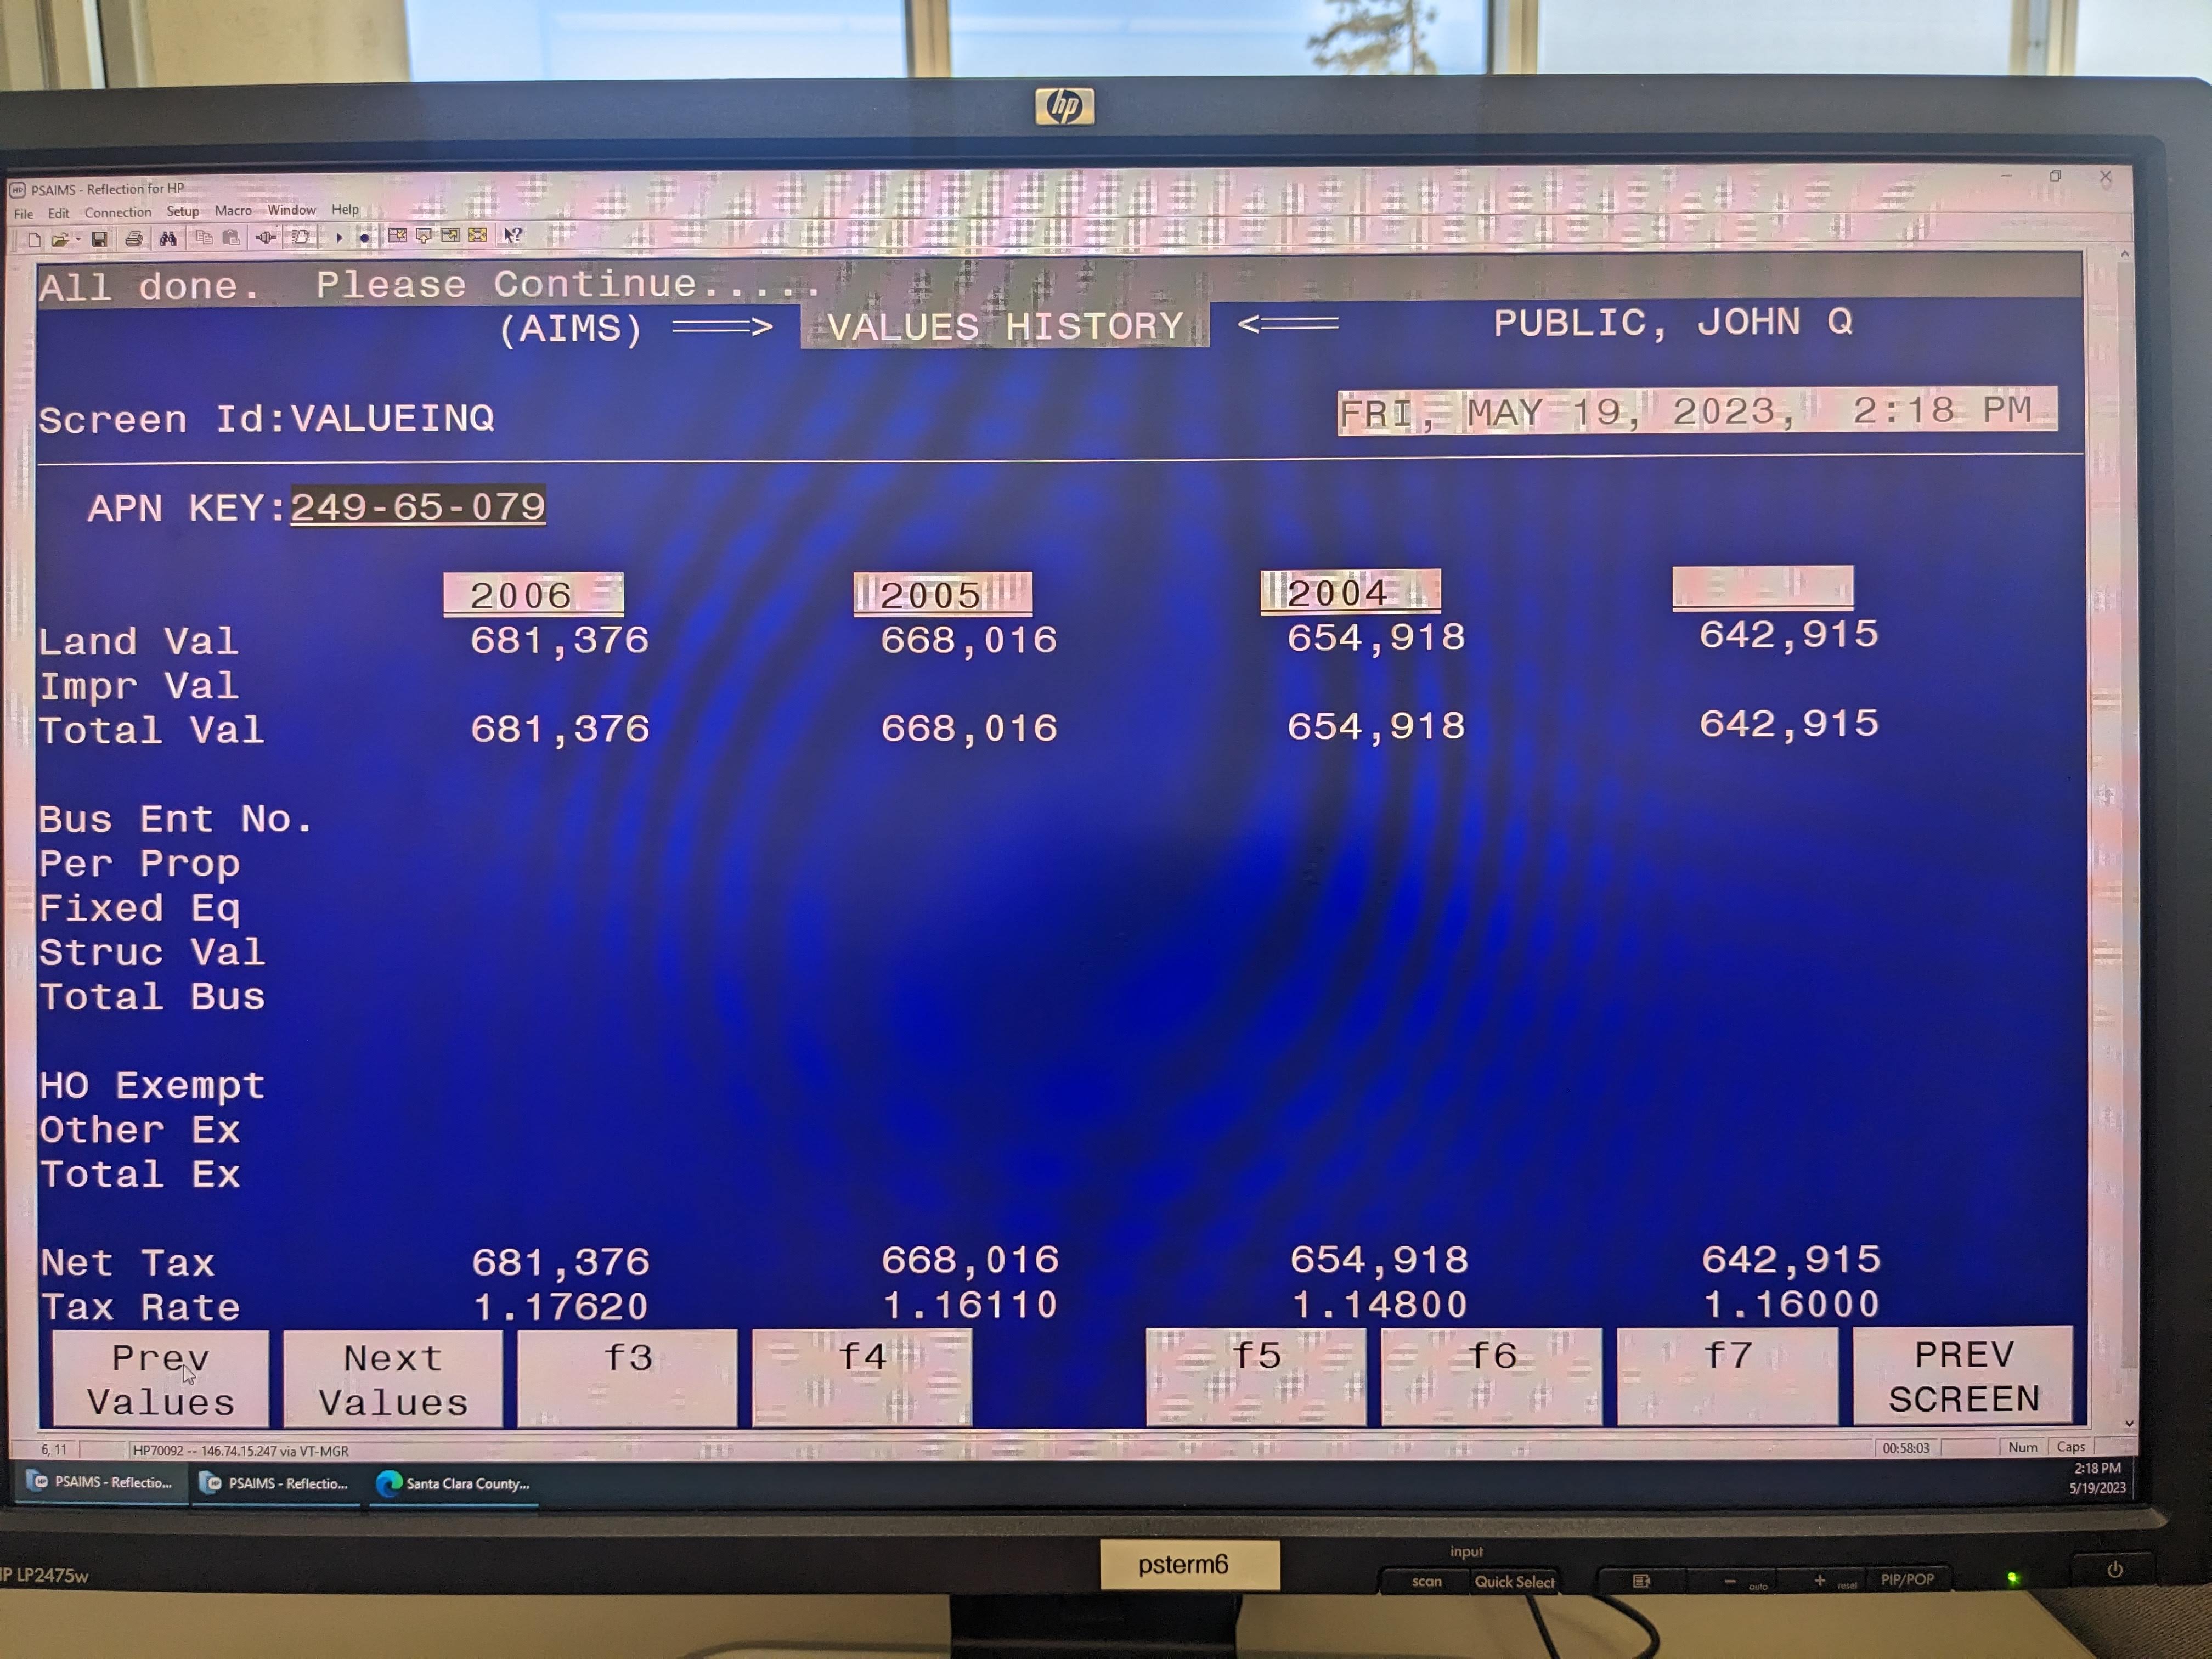 hp
PSAIMS - Reflection for HP
File Edit Connection Setup Macro Window Help
All done. Please Continue.....
(AIMS) ===> VALUES HISTORY <=== PUBLIC, JOHN Q
Screen Id:VALUEINQ FRI, MAY 19, 2023, 2:18 PM
APN KEY:249-65-079
2006 2005 2004
Land Val 681,376 668,016 654,918 642,915
Impr Val
Total Val 681,376 668,016 654,918 642,915
Bus Ent No.
Per Prop
Fixed Eq
Struc Val
Total Bus
HO Exempt
Other Ex
Total Ex
Net Tax 681,376 668,016 654,918 642,915
Tax Rate 1.17620 1.16110 1.14800 1.16000
Prev Values Next Values f3 f4 f5 f6 f7 PREV SCREEN
6, 11 HP70092 -- 146.74.15.247 via VT-MGR 00:58:03 Num Caps
PSAIMS - Reflectio... PSAIMS - Reflectio... Santa Clara County... 2:18 PM
5/19/2023
P LP2475w
psterm6
input
scan Quick Select - auto + reset PIP/POP